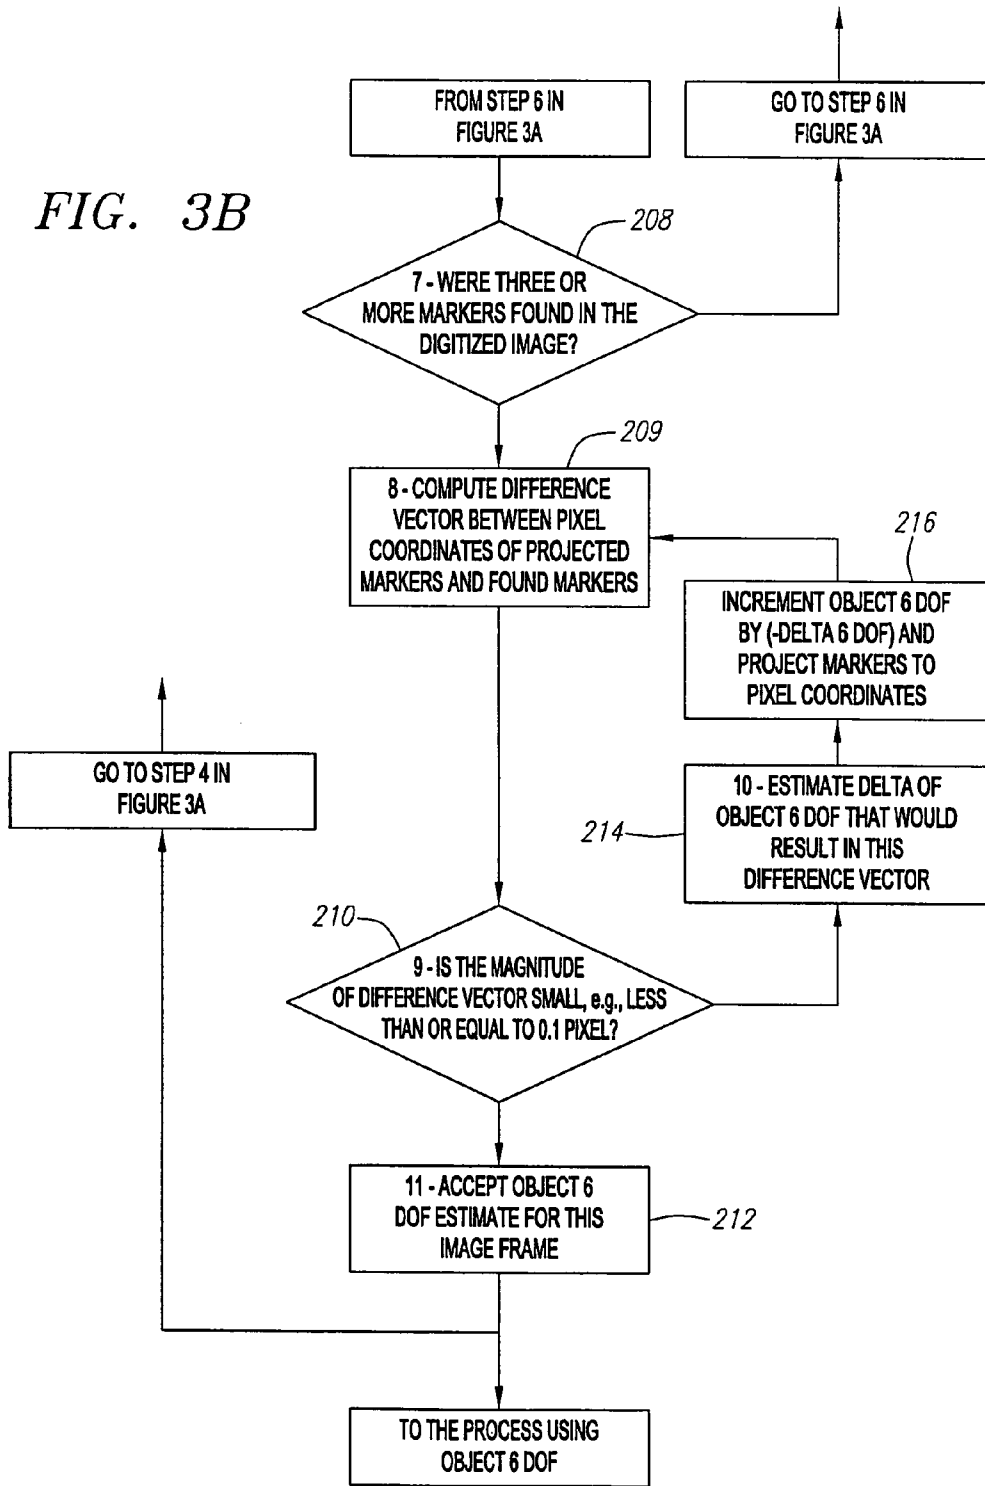 FROM STEP 6 IN
FIGURE 3A
GO TO STEP 6 IN
FIGURE 3A
FIG. 3B
208
7 - WERE THREE OR
MORE MARKERS FOUND IN THE
DIGITIZED IMAGE?
209
8 - COMPUTE DIFFERENCE
VECTOR BETWEEN PIXEL
COORDINATES OF PROJECTED
MARKERS AND FOUND MARKERS
216
INCREMENT OBJECT 6 DOF
BY (-DELTA 6 DOF) AND
PROJECT MARKERS TO
PIXEL COORDINATES
GO TO STEP 4 IN
FIGURE 3A
10 - ESTIMATE DELTA OF
OBJECT 6 DOF THAT WOULD
RESULT IN THIS
DIFFERENCE VECTOR
214
210
9 - IS THE MAGNITUDE
OF DIFFERENCE VECTOR SMALL, e.g., LESS
THAN OR EQUAL TO 0.1 PIXEL?
11 - ACCEPT OBJECT 6
DOF ESTIMATE FOR THIS
IMAGE FRAME
212
TO THE PROCESS USING
OBJECT 6 DOF